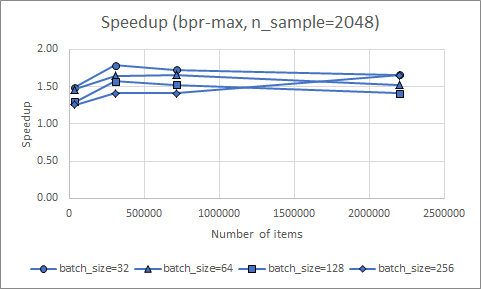 Speedup (bpr-max, n_sample=2048)
2.00
1.50
1.00
0.50
0.00
Speedup
0 500000 1000000 1500000 2000000 2500000
Number of items
batch_size=32 batch_size=64 batch_size=128 batch_size=256